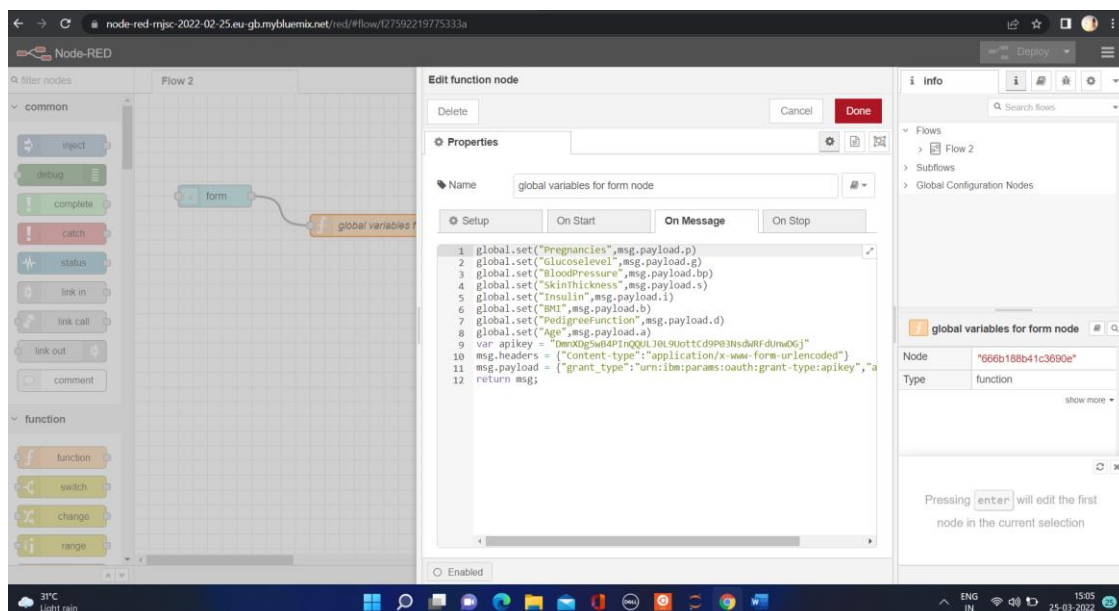 node-red-rnjsc-2022-02-25.eu-gb.mybluemix.net/red/#flow/f27592219775333a
Node-RED
Deploy
filter nodes
Flow 2
common
inject
debug
complete
catch
status
link in
link call
link out
comment
function
function
switch
change
range
form
global variables f
Edit function node
Delete
Cancel
Done
Properties
Name
global variables for form node
Setup
On Start
On Message
On Stop
1 global.set("Pregnancies",msg.payload.p)
2 global.set("Glucoselevel",msg.payload.g)
3 global.set("BloodPressure",msg.payload.bp)
4 global.set("SkinThickness",msg.payload.s)
5 global.set("Insulin",msg.payload.i)
6 global.set("BMI",msg.payload.b)
7 global.set("PedigreeFunction",msg.payload.d)
8 global.set("Age",msg.payload.a)
9 var apikey = "DmnXDg5wB4PInQQULJ0L9UottCd9P03NsdWRFdUnwDGj"
10 msg.headers = {"Content-type":"application/x-www-form-urlencoded"}
11 msg.payload = {"grant_type":"urn:ibm:params:oauth:grant-type:apikey","a
12 return msg;
Enabled
i info
i
Search flows
Flows
Flow 2
Subflows
Global Configuration Nodes
global variables for form node
Node
"666b188b41c3690e"
Type
function
show more
Pressing enter will edit the first
node in the current selection
31°C
Light rain
ENG
IN
15:05
25-03-2022